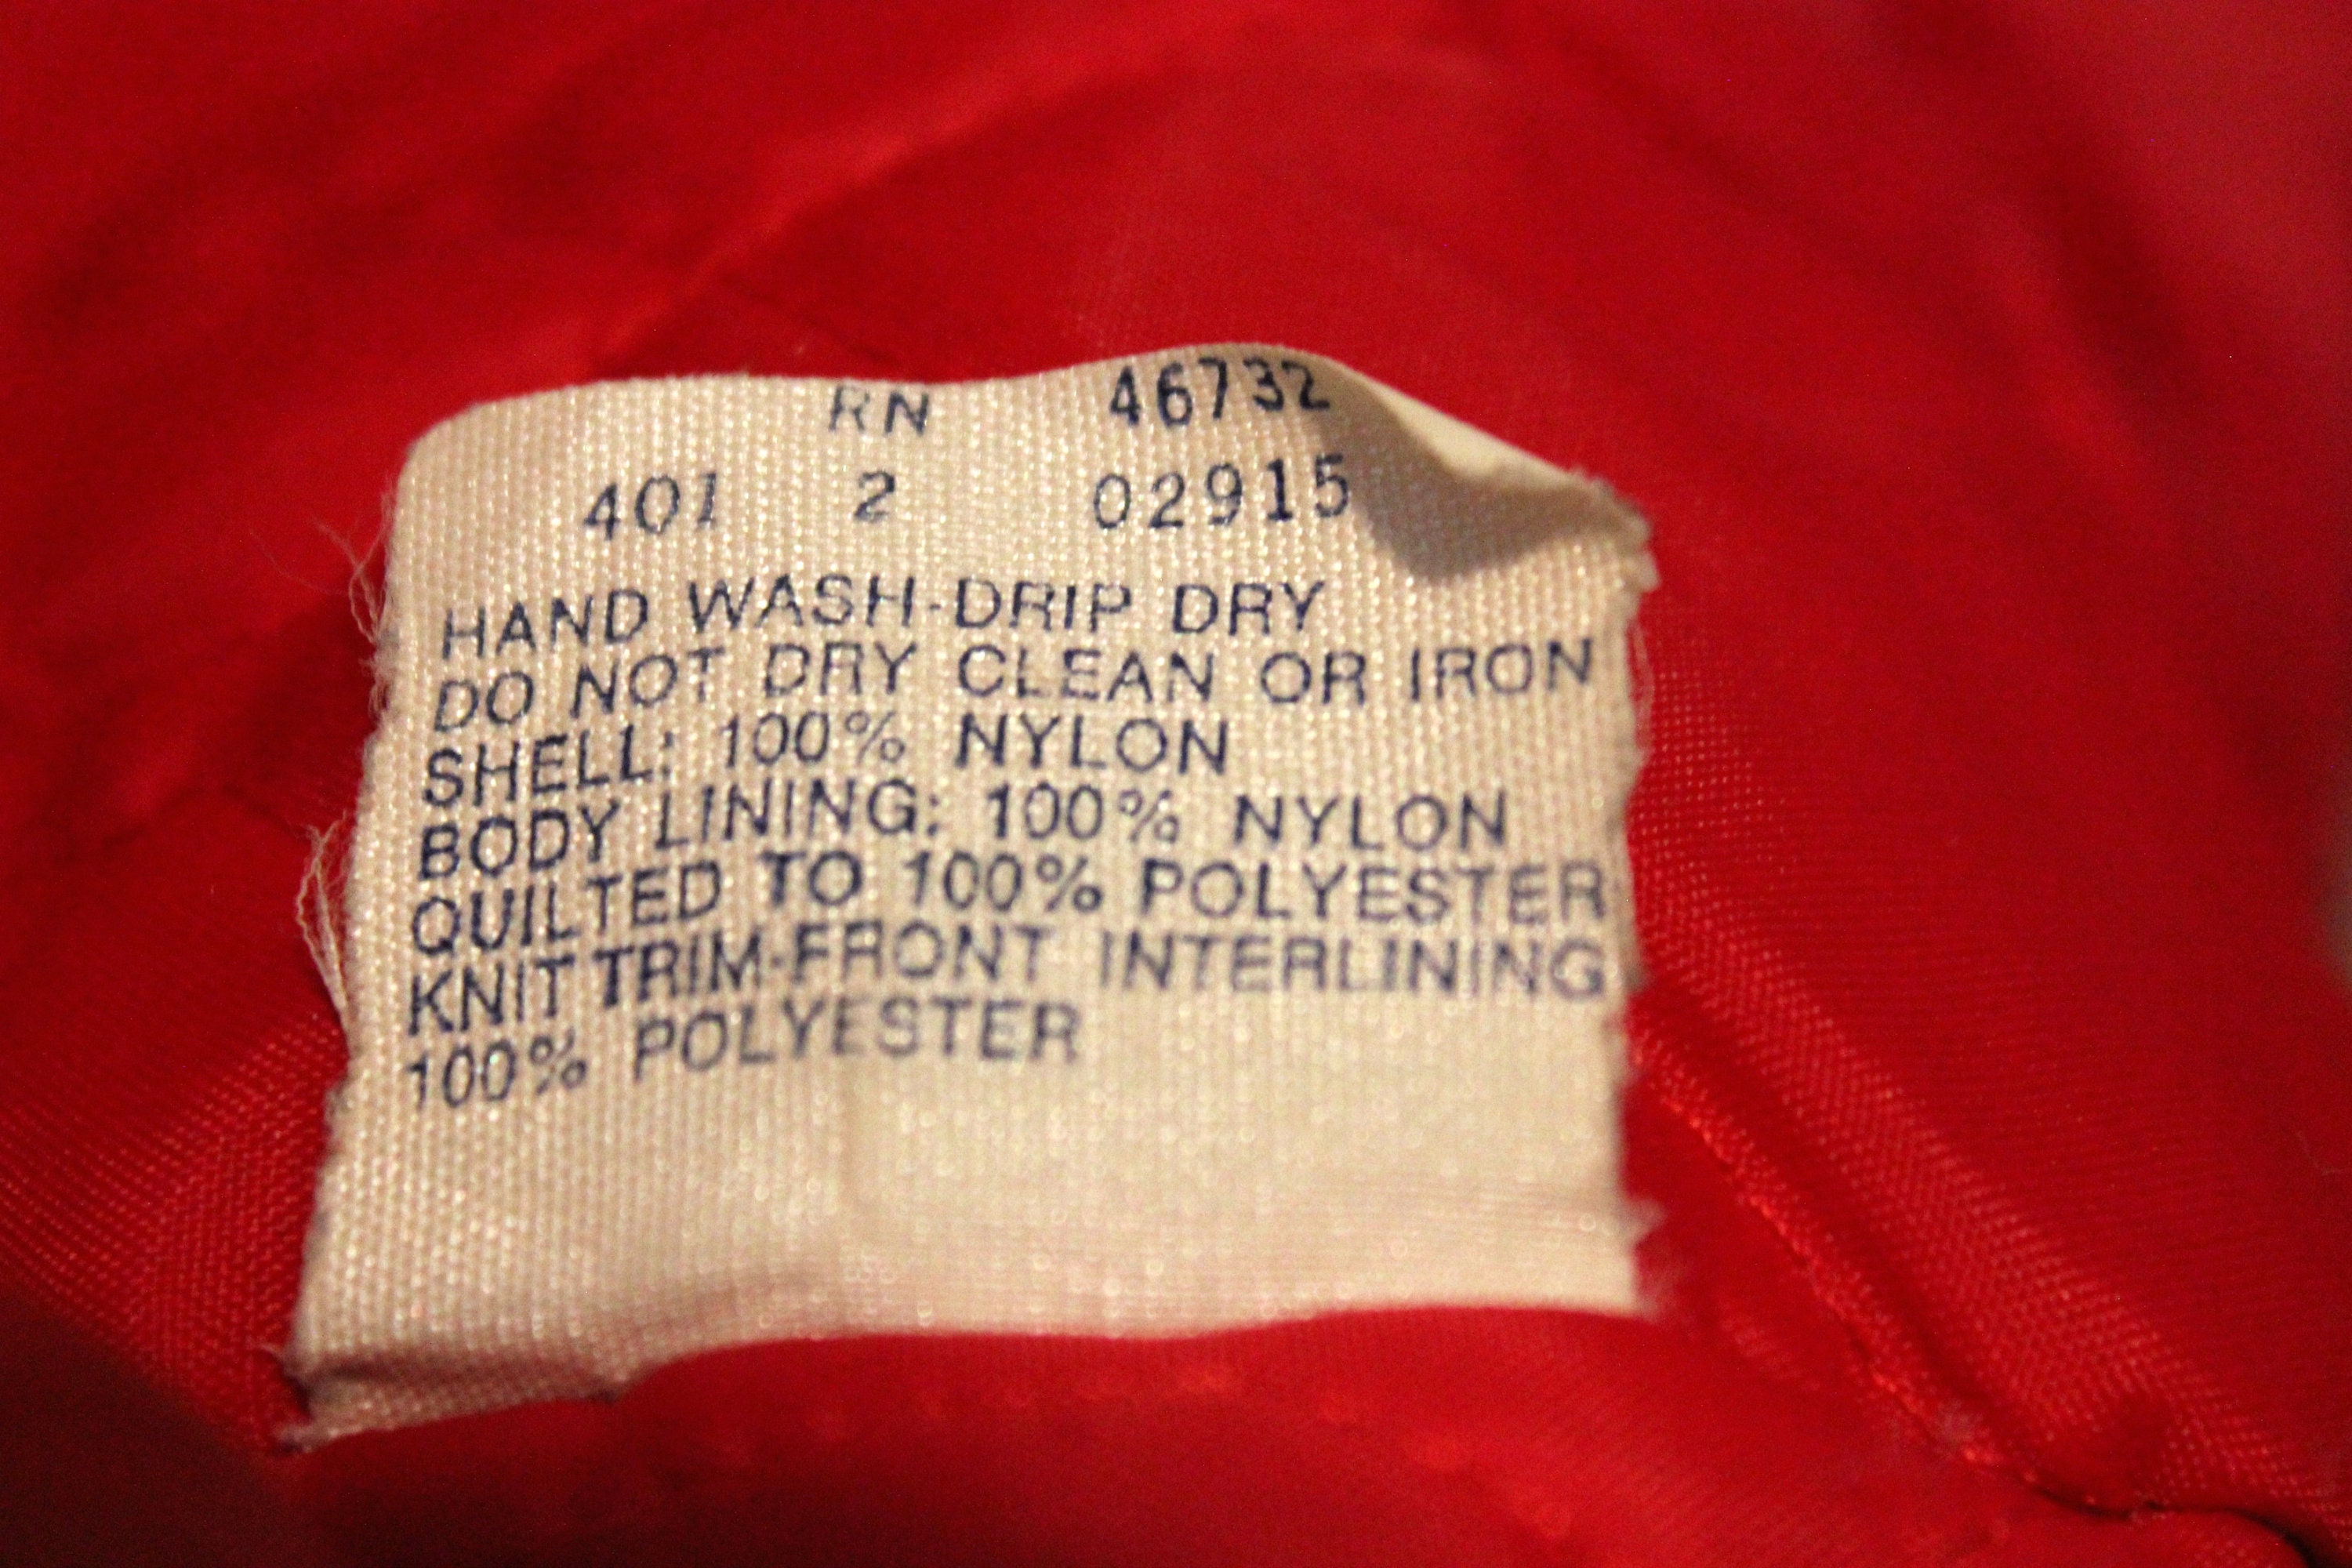 RN 46732
401 2 02915
HAND WASH-DRIP DRY
DO NOT DRY CLEAN OR IRON
SHELL: 100% NYLON
BODY LINING: 100% NYLON
QUILTED TO 100% POLYESTER
KNIT TRIM-FRONT INTERLINING
100% POLYESTER